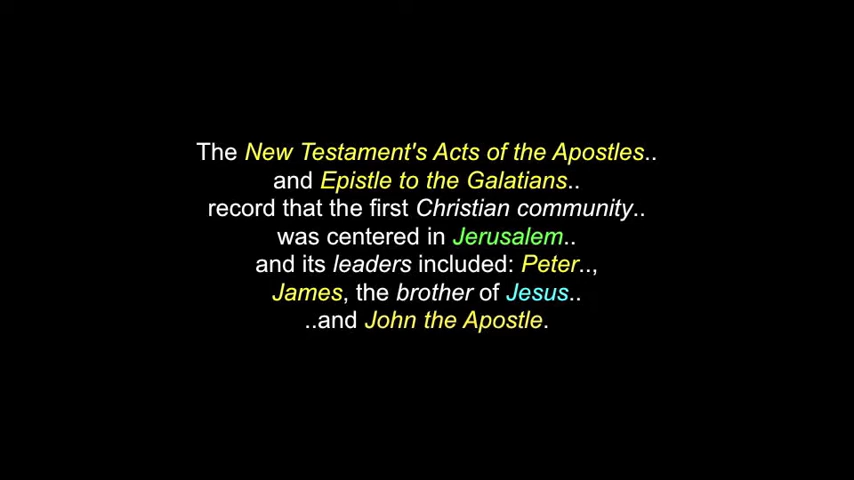 The New Testament's Acts of the Apostles..
and Epistle to the Galatians..
record that the first Christian community..
was centered in Jerusalem..
and its leaders included: Peter..,
James, the brother of Jesus..
..and John the Apostle.